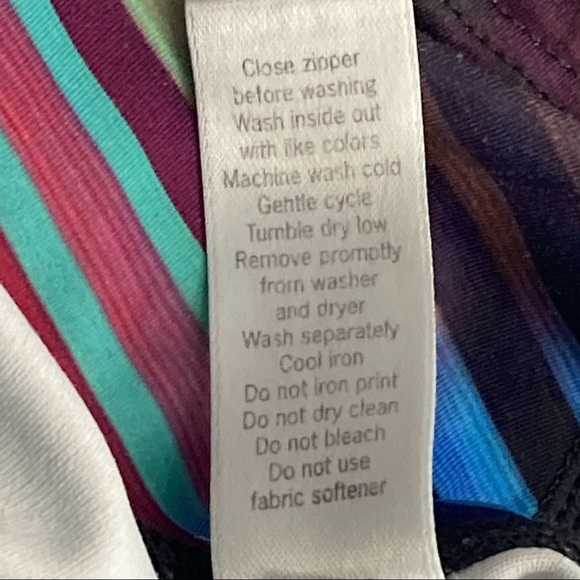 Close zipper
before washing
Wash inside out
with like colors
Machine wash cold
Gentle cycle
Tumble dry low
Remove promptly
from washer
and dryer
Wash separately
Cool iron
Do not iron print
Do not dry clean
Do not bleach
Do not use
fabric softener